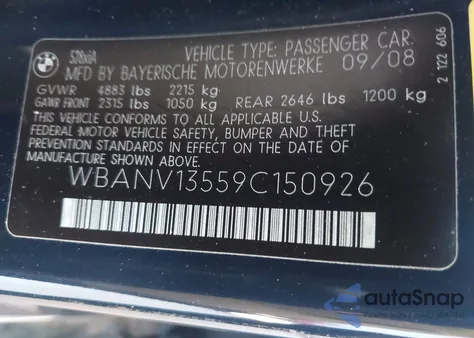 BMW
528xiA
VEHICLE TYPE: PASSENGER CAR
MFD BY BAYERISCHE MOTORENWERKE 09/08
GVWR 4883 lbs 2215 kg
GAWR FRONT 2315 lbs 1050 kg REAR 2646 lbs 1200 kg
THIS VEHICLE CONFORMS TO ALL APPLICABLE U.S.
FEDERAL MOTOR VEHICLE SAFETY, BUMPER AND THEFT
PREVENTION STANDARDS IN EFFECT ON THE DATE OF
MANUFACTURE SHOWN ABOVE.
WBANV13559C150926
2 122 606
autoSnap